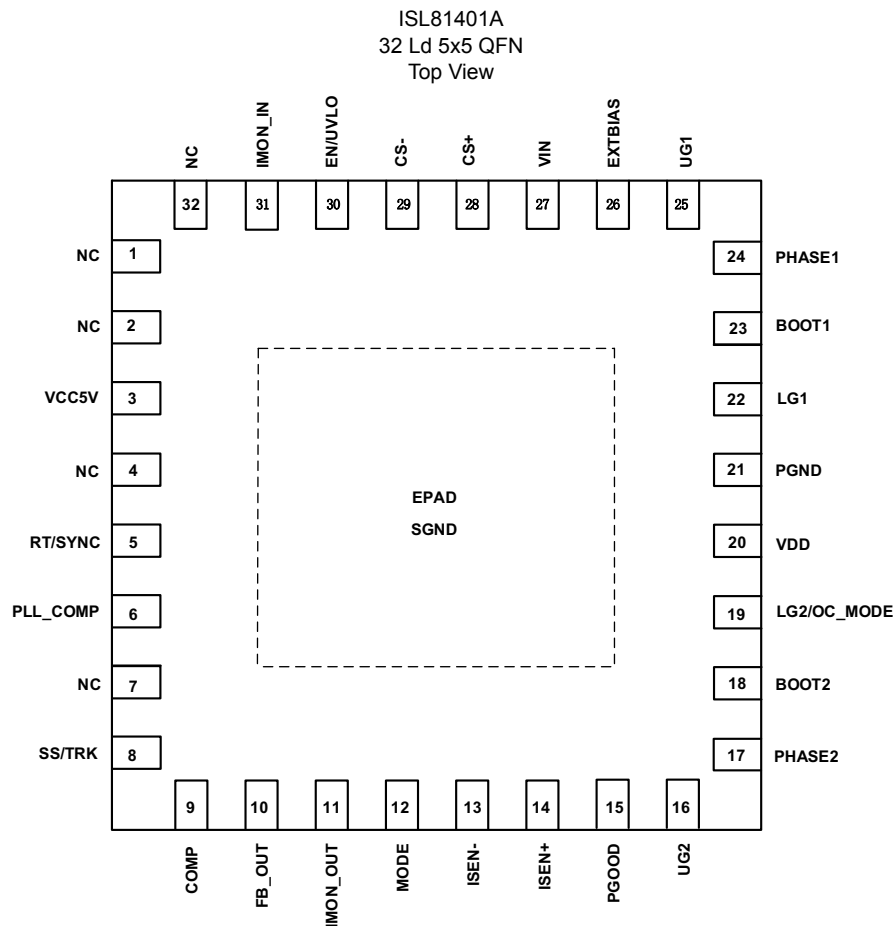 ISL81401A
32 Ld 5x5 QFN
Top View
NC
IMON_IN
EN/UVLO
CS-
CS+
VIN
EXTBIAS
UG1
32
31
30
29
28
27
26
25
NC 1
24 PHASE1
NC 2
23 BOOT1
VCC5V 3
22 LG1
NC 4
21 PGND
EPAD
SGND
RT/SYNC 5
20 VDD
PLL_COMP 6
19 LG2/OC_MODE
NC 7
18 BOOT2
SS/TRK 8
17 PHASE2
9
10
11
12
13
14
15
16
COMP
FB_OUT
IMON_OUT
MODE
ISEN-
ISEN+
PGOOD
UG2